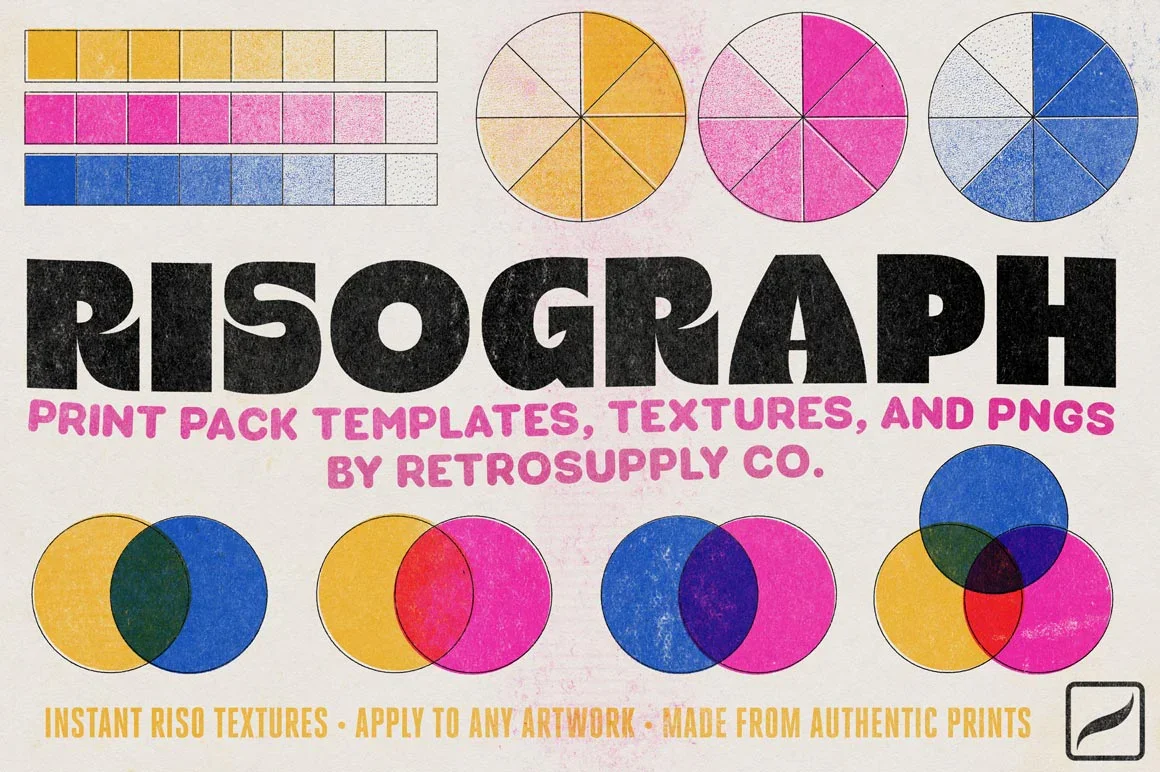 RISOGRAPH
PRINT PACK TEMPLATES, TEXTURES, AND PNGS
BY RETROSUPPLY CO.
INSTANT RISO TEXTURES • APPLY TO ANY ARTWORK • MADE FROM AUTHENTIC PRINTS